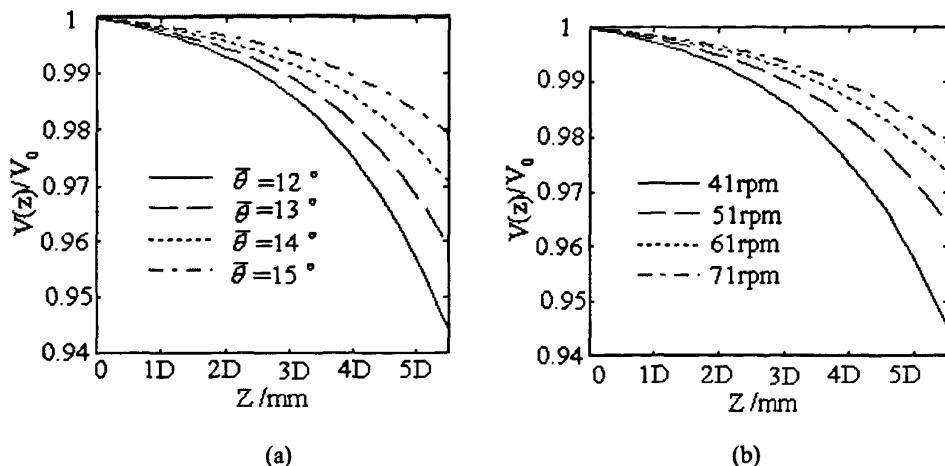 1
0.99
0.98
0.97
0.96
0.95
0.94
V(z)/V₀
θ̅ =12 °
θ̅ =13 °
θ̅ =14 °
θ̅ =15 °
0 1D 2D 3D 4D 5D
Z /mm
(a)
1
0.99
0.98
0.97
0.96
0.95
0.94
V(z)/V₀
41rpm
51rpm
61rpm
71rpm
0 1D 2D 3D 4D 5D
Z /mm
(b)